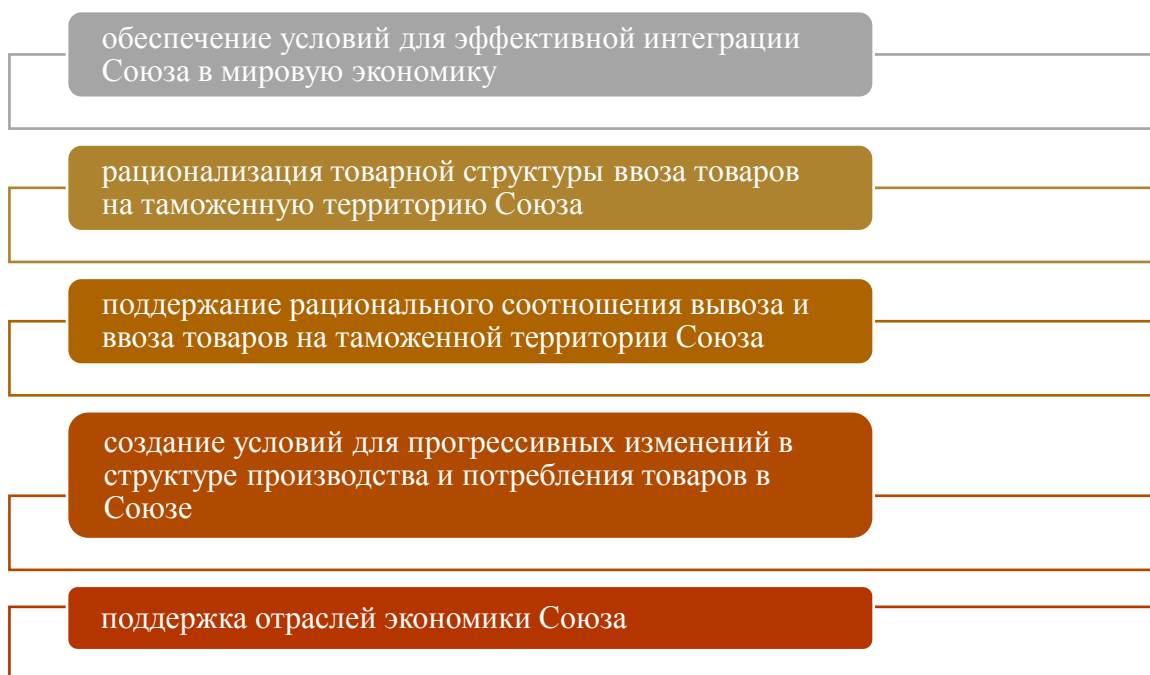 обеспечение условий для эффективной интеграции
Союза в мировую экономику
рационализация товарной структуры ввоза товаров
на таможенную территорию Союза
поддержание рационального соотношения вывоза и
ввоза товаров на таможенной территории Союза
создание условий для прогрессивных изменений в
структуре производства и потребления товаров в
Союзе
поддержка отраслей экономики Союза